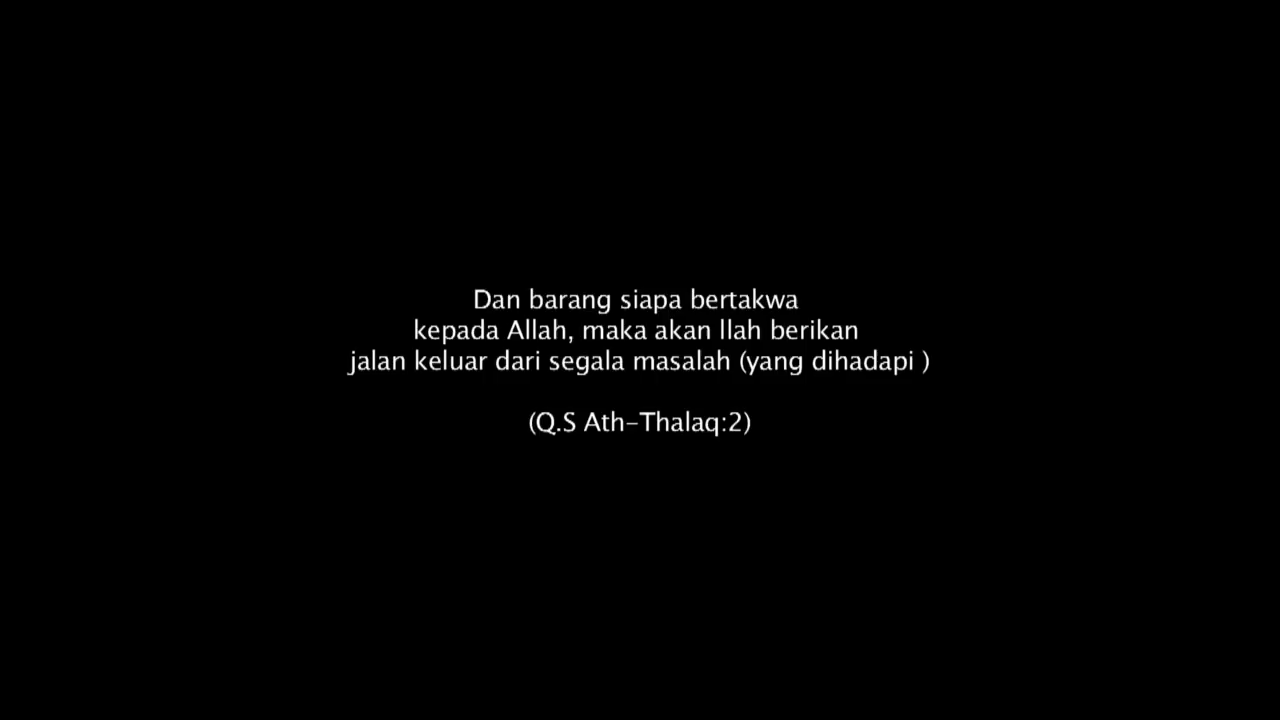 Dan barang siapa bertakwa
kepada Allah, maka akan llah berikan
jalan keluar dari segala masalah (yang dihadapi )
(Q.S Ath-Thalaq:2)